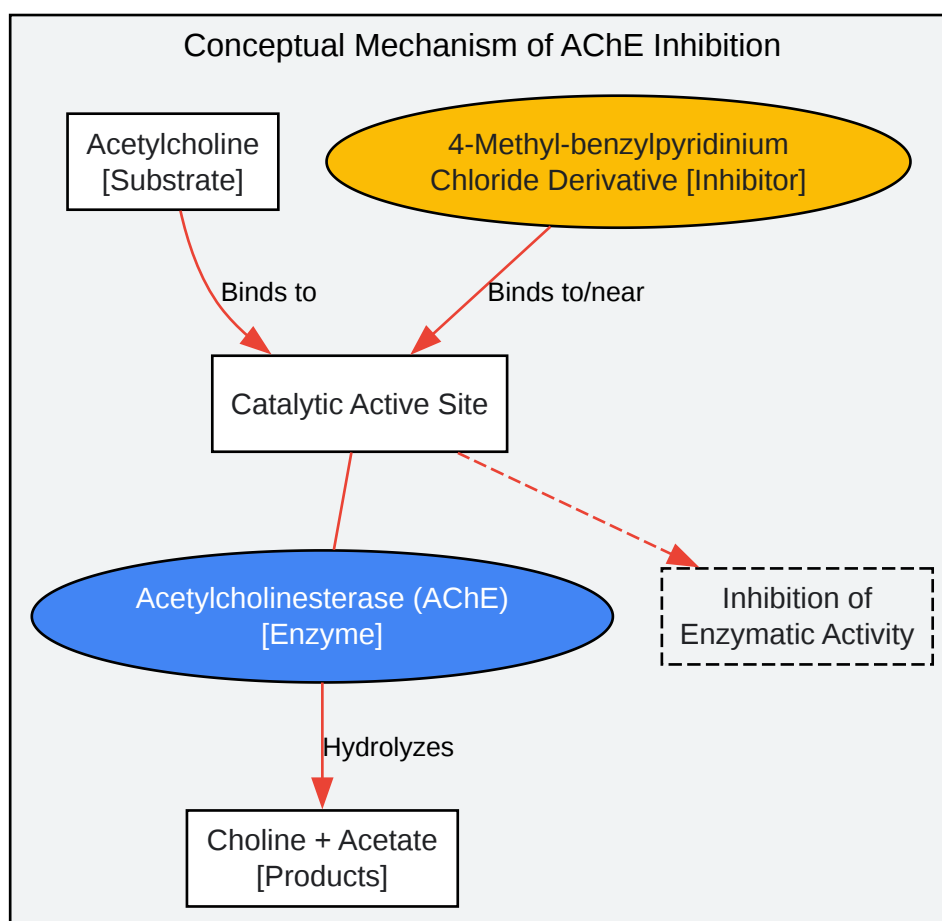 Conceptual Mechanism of AChE Inhibition
Acetylcholine
[Substrate]
4-Methyl-benzylpyridinium
Chloride Derivative [Inhibitor]
Binds to
Binds to/near
Catalytic Active Site
Acetylcholinesterase (AChE)
[Enzyme]
Inhibition of
Enzymatic Activity
Hydrolyzes
Choline + Acetate
[Products]